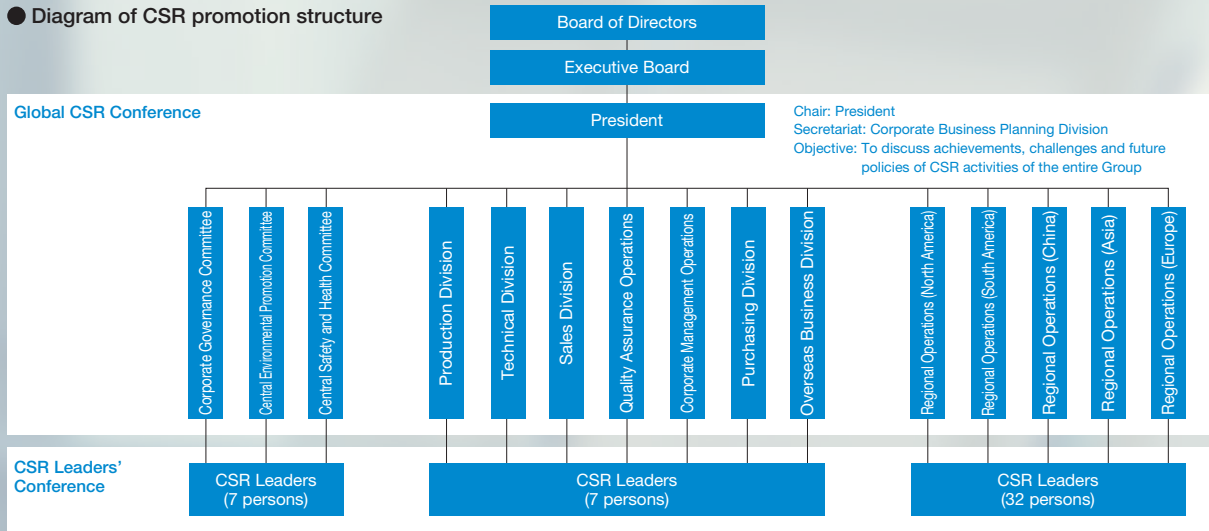 ● Diagram of CSR promotion structure
Board of Directors
Executive Board
Global CSR Conference
President
Chair: President
Secretariat: Corporate Business Planning Division
Objective: To discuss achievements, challenges and future
policies of CSR activities of the entire Group
Corporate Governance Committee
Central Environmental Promotion Committee
Central Safety and Health Committee
Production Division
Technical Division
Sales Division
Quality Assurance Operations
Corporate Management Operations
Purchasing Division
Overseas Business Division
Regional Operations (North America)
Regional Operations (South America)
Regional Operations (China)
Regional Operations (Asia)
Regional Operations (Europe)
CSR Leaders'
Conference
CSR Leaders
(7 persons)
CSR Leaders
(7 persons)
CSR Leaders
(32 persons)